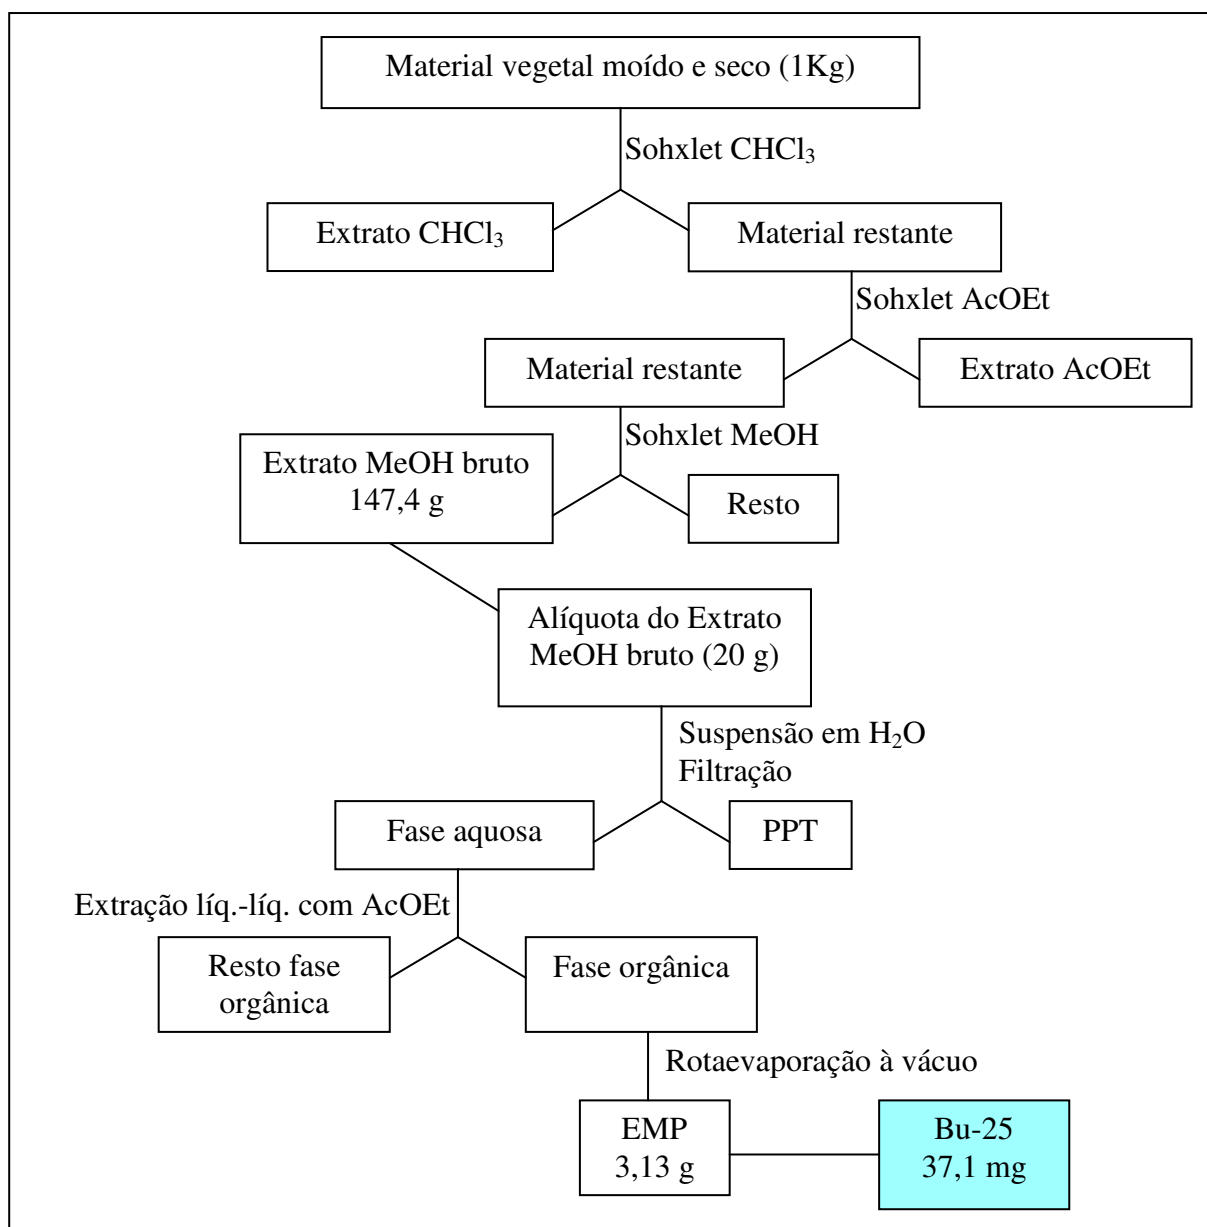 Material vegetal moído e seco (1Kg)
Sohxlet CHCl₃
Extrato CHCl₃
Material restante
Sohxlet AcOEt
Material restante
Extrato AcOEt
Sohxlet MeOH
Extrato MeOH bruto
147,4 g
Resto
Alíquota do Extrato
MeOH bruto (20 g)
Suspensão em H₂O
Filtração
Fase aquosa
PPT
Extração líq.-líq. com AcOEt
Resto fase
orgânica
Fase orgânica
Rotaevaporação à vácuo
EMP
3,13 g
Bu-25
37,1 mg